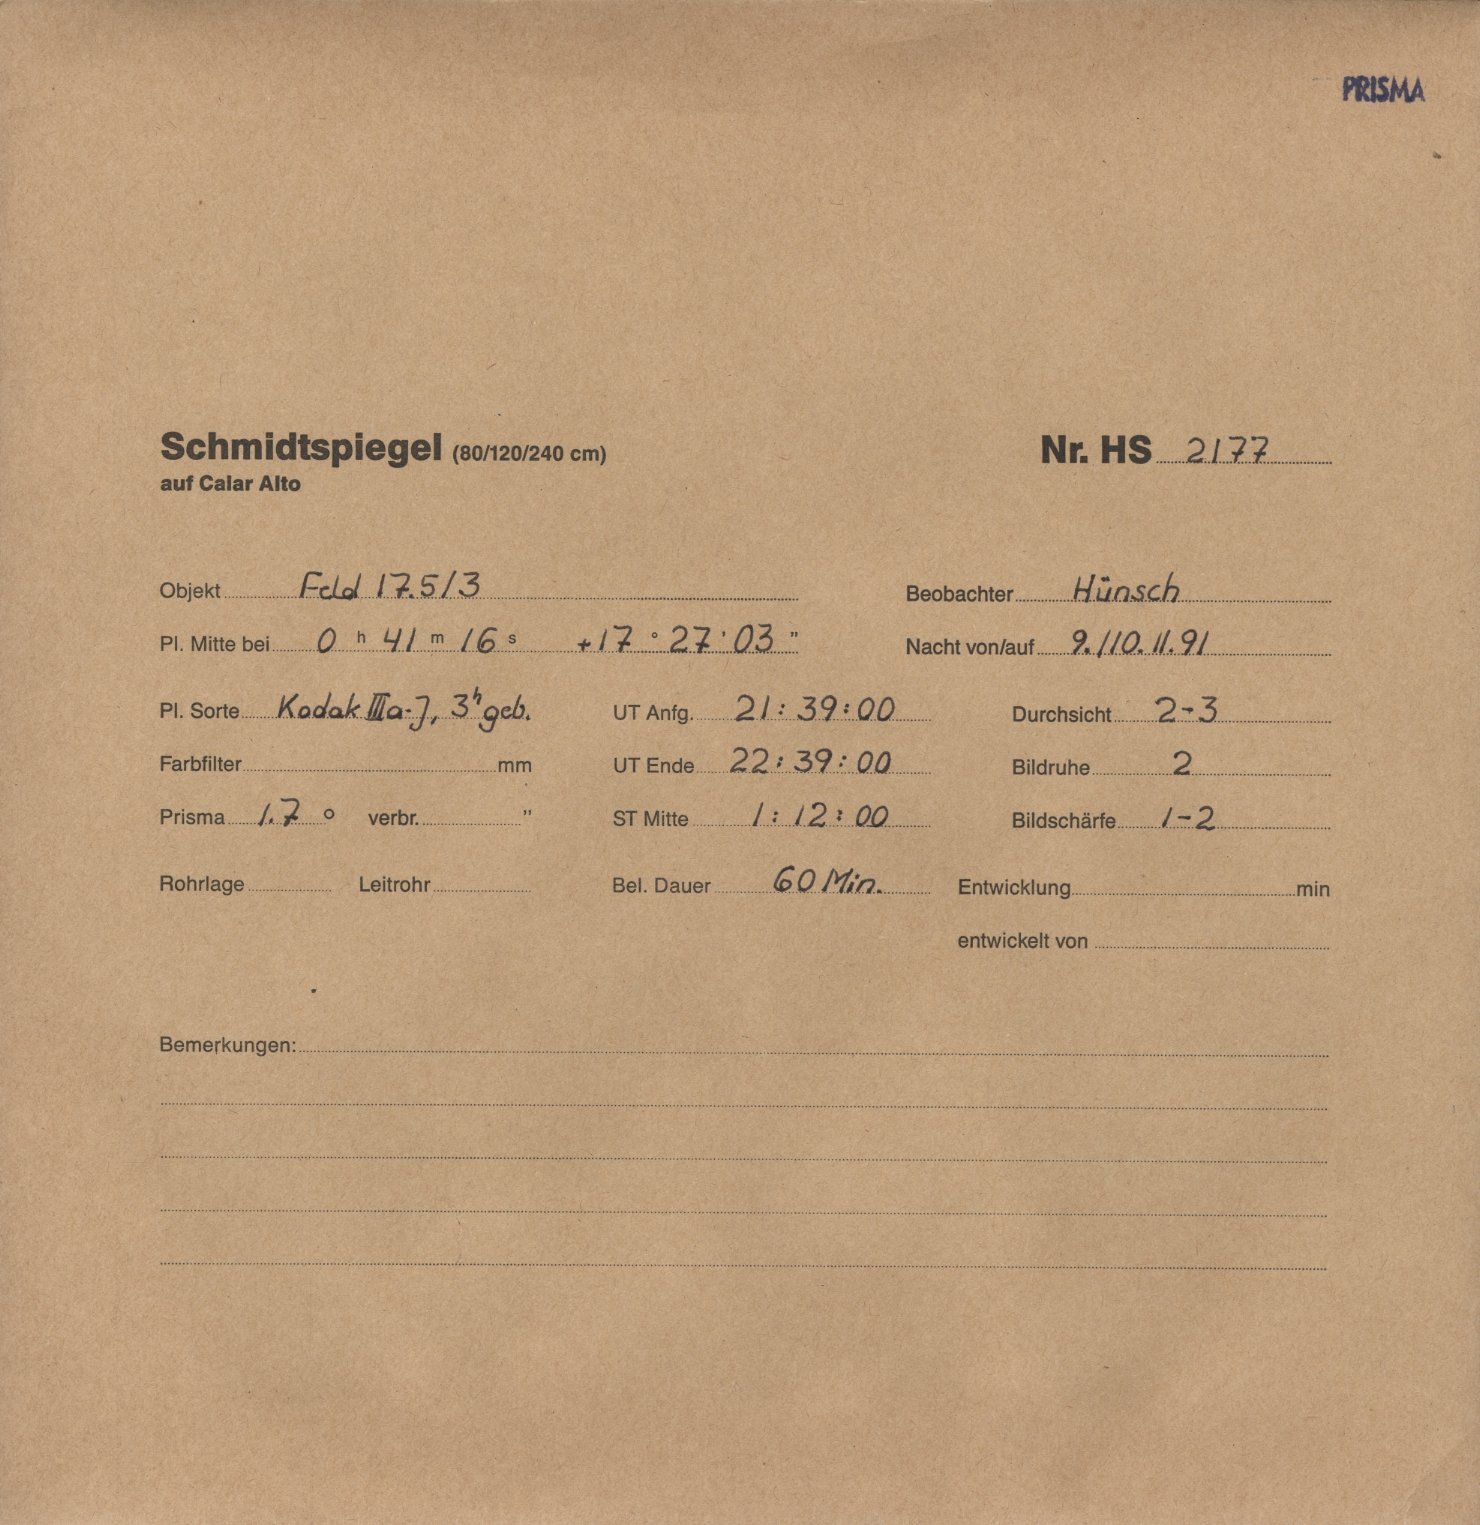 PRISMA
Schmidtspiegel (80/120/240 cm) Nr. HS 2177
auf Calar Alto
Objekt Feld 17.5/3 Beobachter Hünsch
Pl. Mitte bei 0 h 41 m 16 s +17 ° 27 ' 03 " Nacht von/auf 9./10.11.91
Pl. Sorte Kodak IIIa-J, 3h geb. UT Anfg. 21:39:00 Durchsicht 2-3
Farbfilter mm UT Ende 22:39:00 Bildruhe 2
Prisma 1.7 ° verbr. " ST Mitte 1:12:00 Bildschärfe 1-2
Rohrlage Leitrohr Bel. Dauer 60 Min. Entwicklung min
entwickelt von
Bemerkungen: